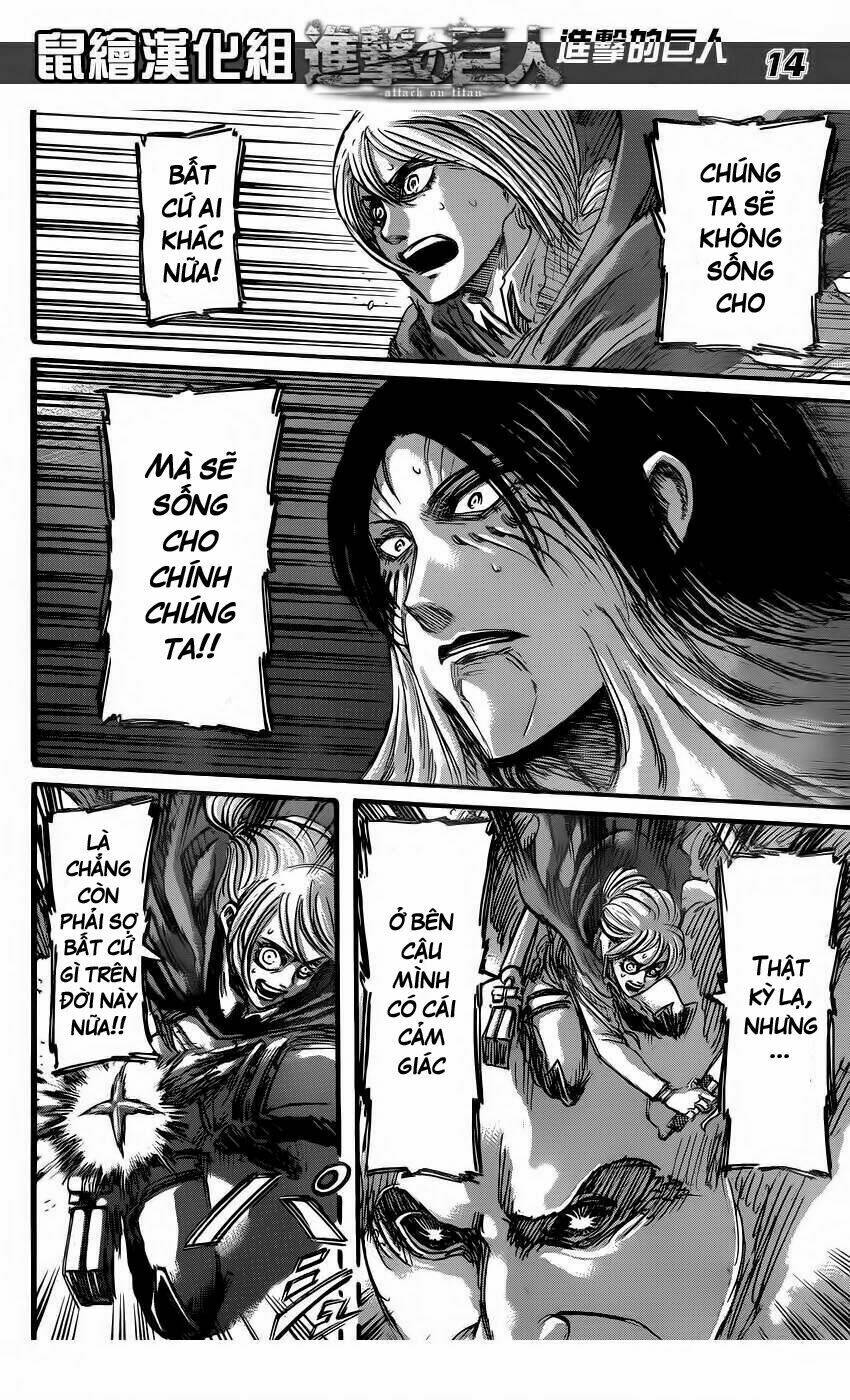 鼠繪漢化組
進撃の巨人
attack on titan
進擊的巨人
14
CHÚNG
TA SẼ
KHÔNG
SỐNG
CHO
BẤT
CỨ AI
KHÁC
NỮA!
MÀ SẼ
SỐNG
CHO
CHÍNH
CHÚNG
TA!!
THẬT
KỲ LẠ,
NHƯNG
...
Ở BÊN
CẬU
MÌNH
CÓ CÁI
CẢM
GIÁC
LÀ
CHẲNG
CÒN
PHẢI SỢ
BẤT CỨ
GÌ TRÊN
ĐỜI NÀY
NỮA!!